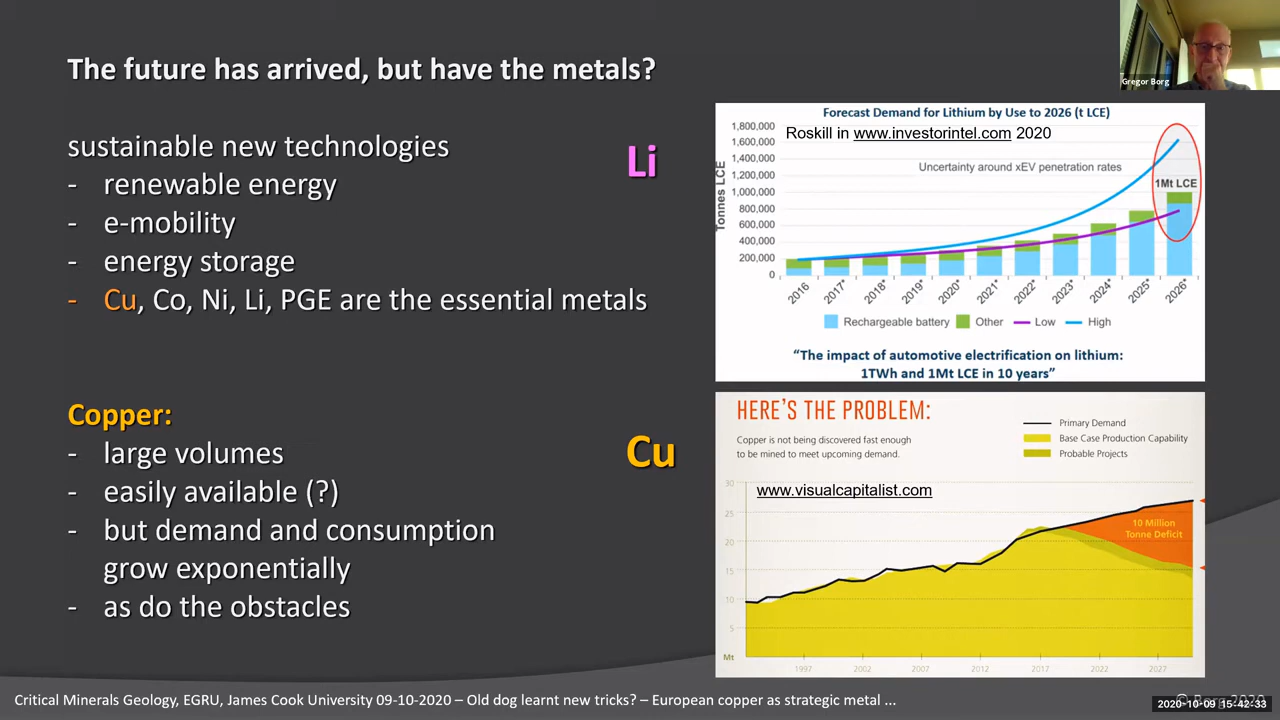 The future has arrived, but have the metals?
Gregor Borg
sustainable new technologies
- renewable energy
- e-mobility
- energy storage
- Cu, Co, Ni, Li, PGE are the essential metals
Li
Forecast Demand for Lithium by Use to 2026 (t LCE)
Roskill in www.investorintel.com 2020
Uncertainty around xEV penetration rates
1Mt LCE
Tonnes LCE
1,800,000
1,600,000
1,400,000
1,200,000
1,000,000
800,000
600,000
400,000
200,000
0
2016 2017* 2018* 2019* 2020* 2021* 2022* 2023* 2024* 2025* 2026*
Rechargeable battery Other Low High
“The impact of automotive electrification on lithium:
1TWh and 1Mt LCE in 10 years”
Copper:
- large volumes
- easily available (?)
- but demand and consumption
grow exponentially
- as do the obstacles
Cu
HERE'S THE PROBLEM:
Copper is not being discovered fast enough
to be mined to meet upcoming demand.
Primary Demand
Base Case Production Capability
Probable Projects
www.visualcapitalist.com
10 Million
Tonne Deficit
30
25
20
15
10
5
Mt
1997 2002 2007 2012 2017 2022 2027
Critical Minerals Geology, EGRU, James Cook University 09-10-2020 – Old dog learnt new tricks? – European copper as strategic metal ...
© Borg 2020
2020-10-09 15-42-33